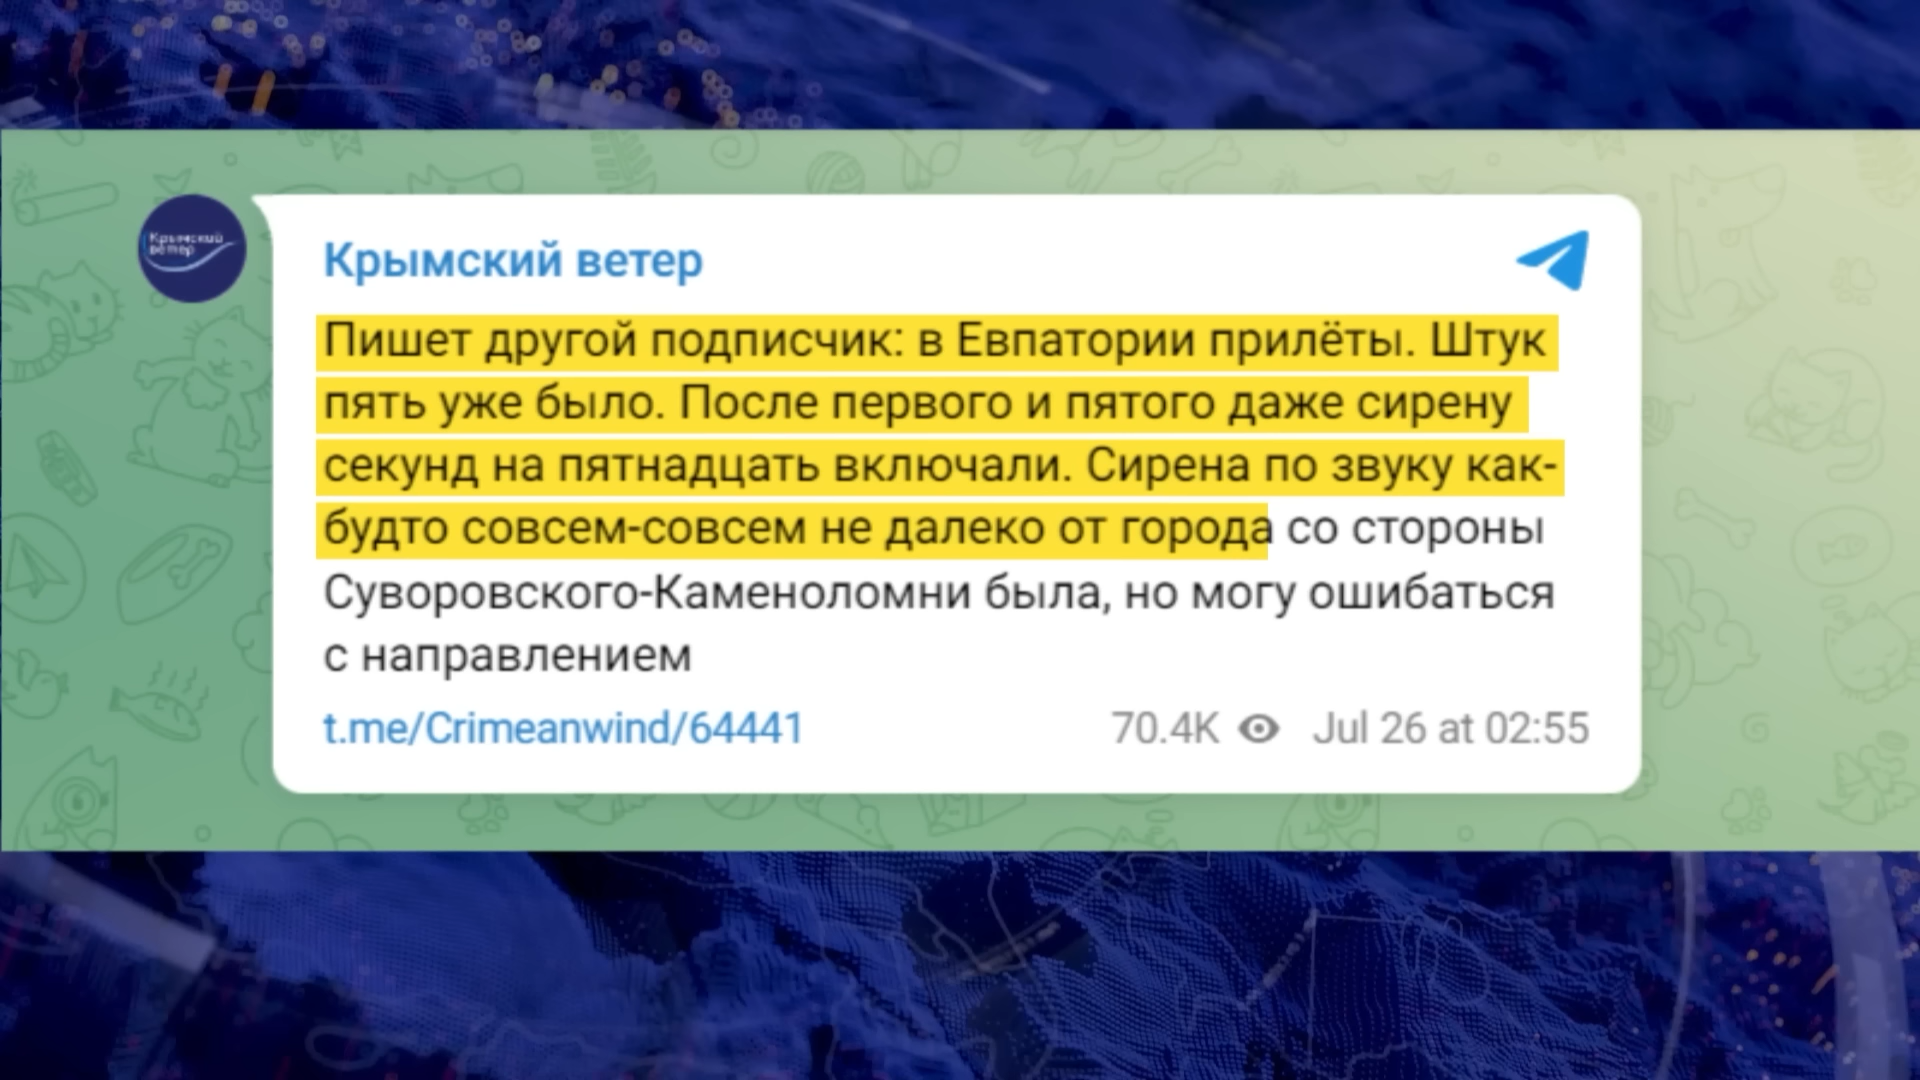 Крымский ветер
Крымский ветер
Пишет другой подписчик: в Евпатории прилёты. Штук
пять уже было. После первого и пятого даже сирену
секунд на пятнадцать включали. Сирена по звуку как-
будто совсем-совсем не далеко от города со стороны
Суворовского-Каменоломни была, но могу ошибаться
с направлением
t.me/Crimeanwind/64441 70.4K Jul 26 at 02:55